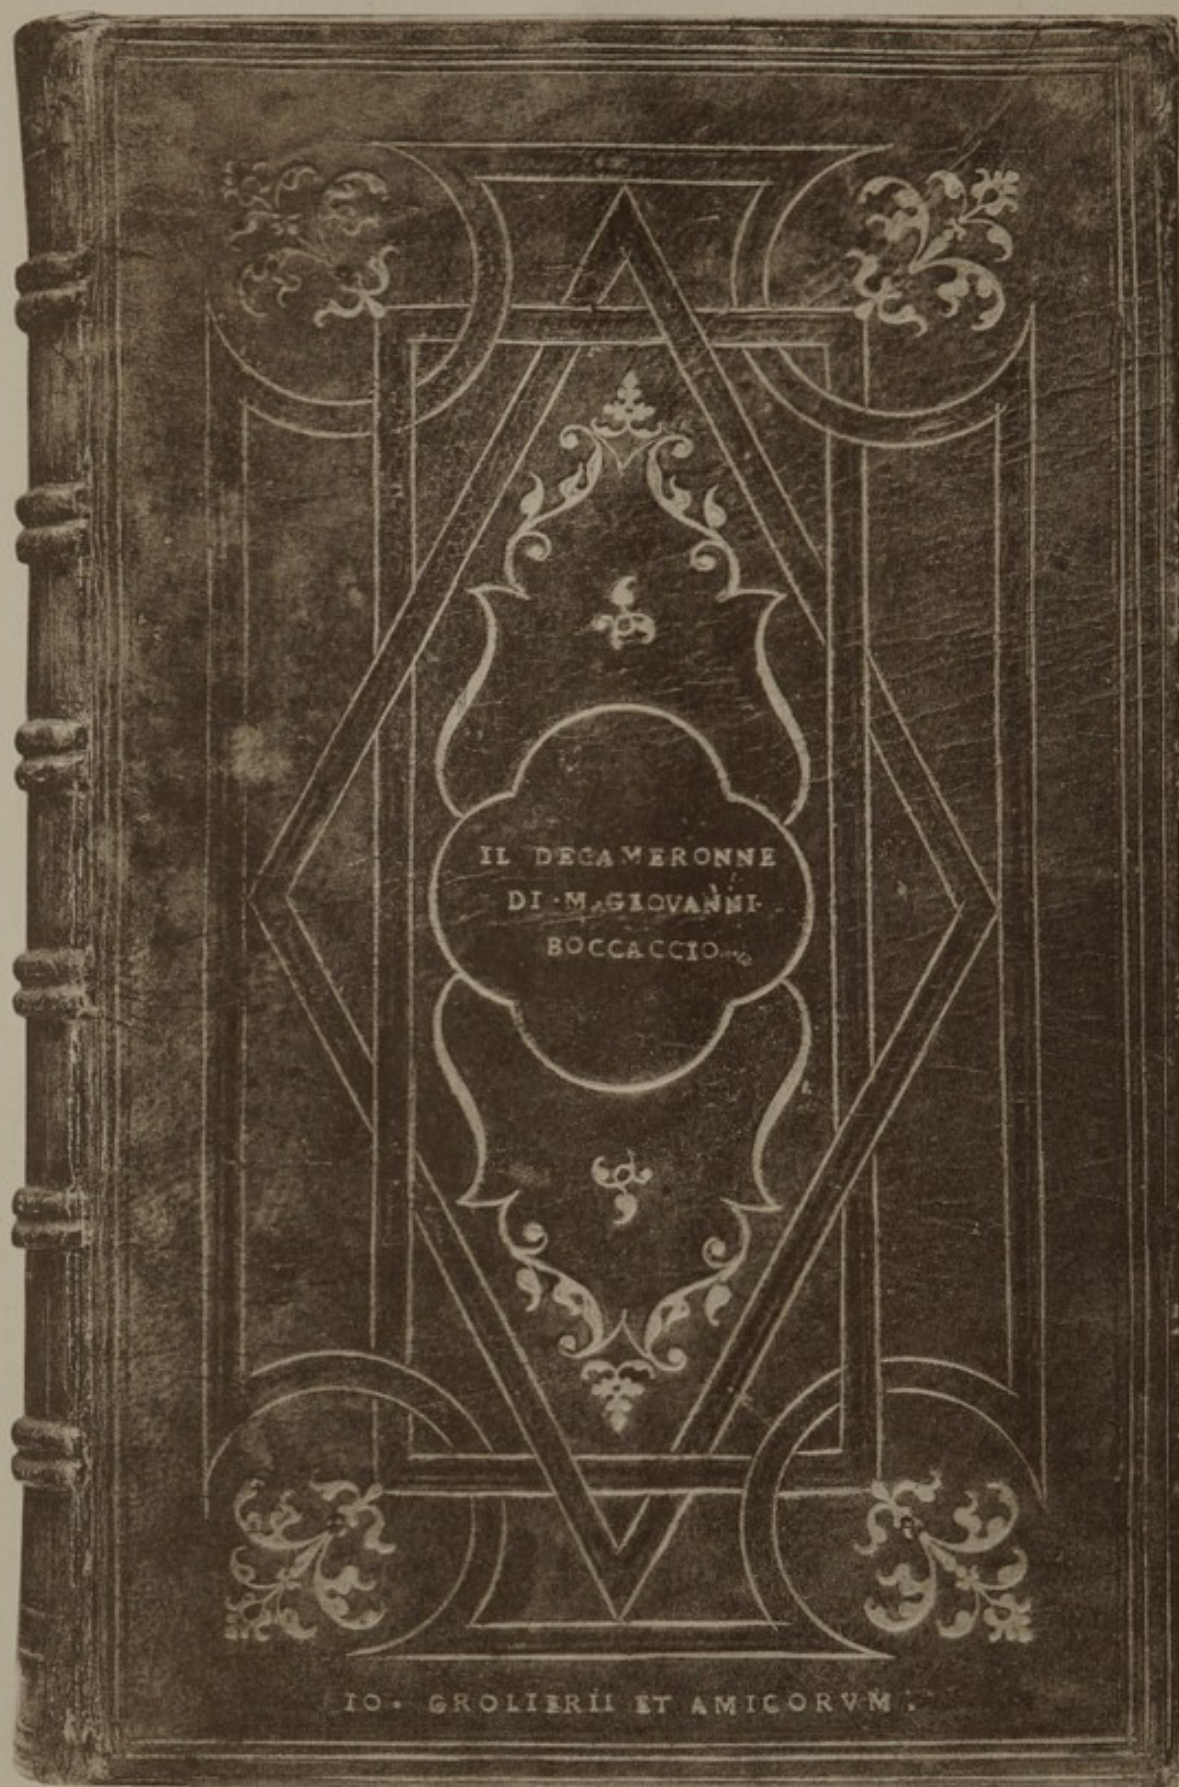 IL DECAMERONNE
DI · M · GIOVANNI ·
BOCCACCIO
IO · GROLIERII ET AMICORVM ·